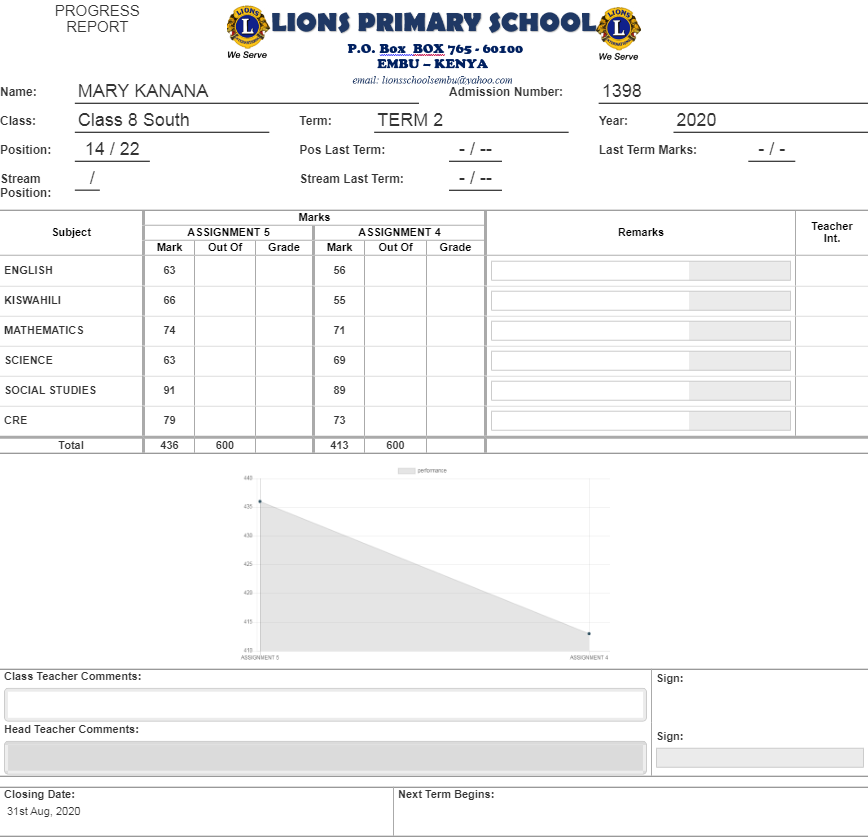 PROGRESS
REPORT
LIONS PRIMARY SCHOOL
P.O. Box BOX 765 - 60100
EMBU – KENYA
email: lionsschoolsembu@yahoo.com
L
LIONS
INTERNATIONAL
We Serve
L
LIONS
INTERNATIONAL
We Serve
Name: MARY KANANA Admission Number: 1398
Class: Class 8 South Term: TERM 2 Year: 2020
Position: 14 / 22 Pos Last Term: - / -- Last Term Marks: - / -
Stream Position: / Stream Last Term: - / --
Subject Marks Remarks Teacher Int.
ASSIGNMENT 5 ASSIGNMENT 4
Mark Out Of Grade Mark Out Of Grade
ENGLISH 63 56
KISWAHILI 66 55
MATHEMATICS 74 71
SCIENCE 63 69
SOCIAL STUDIES 91 89
CRE 79 73
Total 436 600 413 600
performance
440
435
430
425
420
415
410
ASSIGNMENT 5 ASSIGNMENT 4
Class Teacher Comments: Sign:
Head Teacher Comments: Sign:
Closing Date: Next Term Begins:
31st Aug, 2020